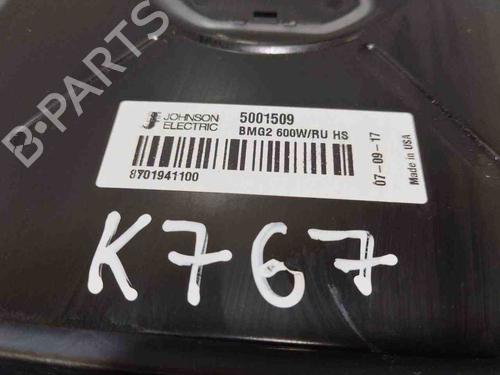 B-PARTS
JOHNSON
ELECTRIC
5001509
BMG2 600W/RU HS
8701941100
07-09-17
Made in USA
K767